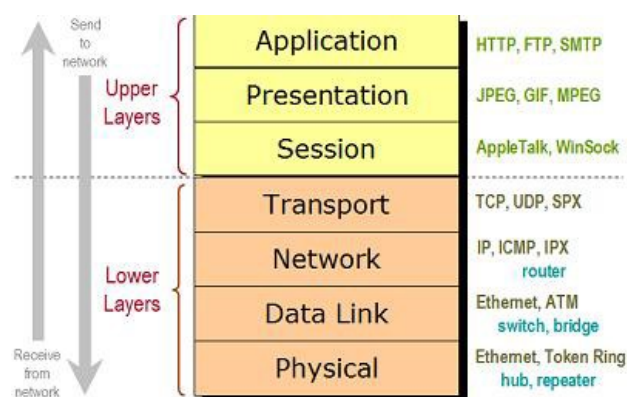 Send
to
network
Upper
Layers
Application
HTTP, FTP, SMTP
Presentation
JPEG, GIF, MPEG
Session
AppleTalk, WinSock
Lower
Layers
Transport
TCP, UDP, SPX
Network
IP, ICMP, IPX
router
Data Link
Ethernet, ATM
switch, bridge
Physical
Ethernet, Token Ring
hub, repeater
Receive
from
network